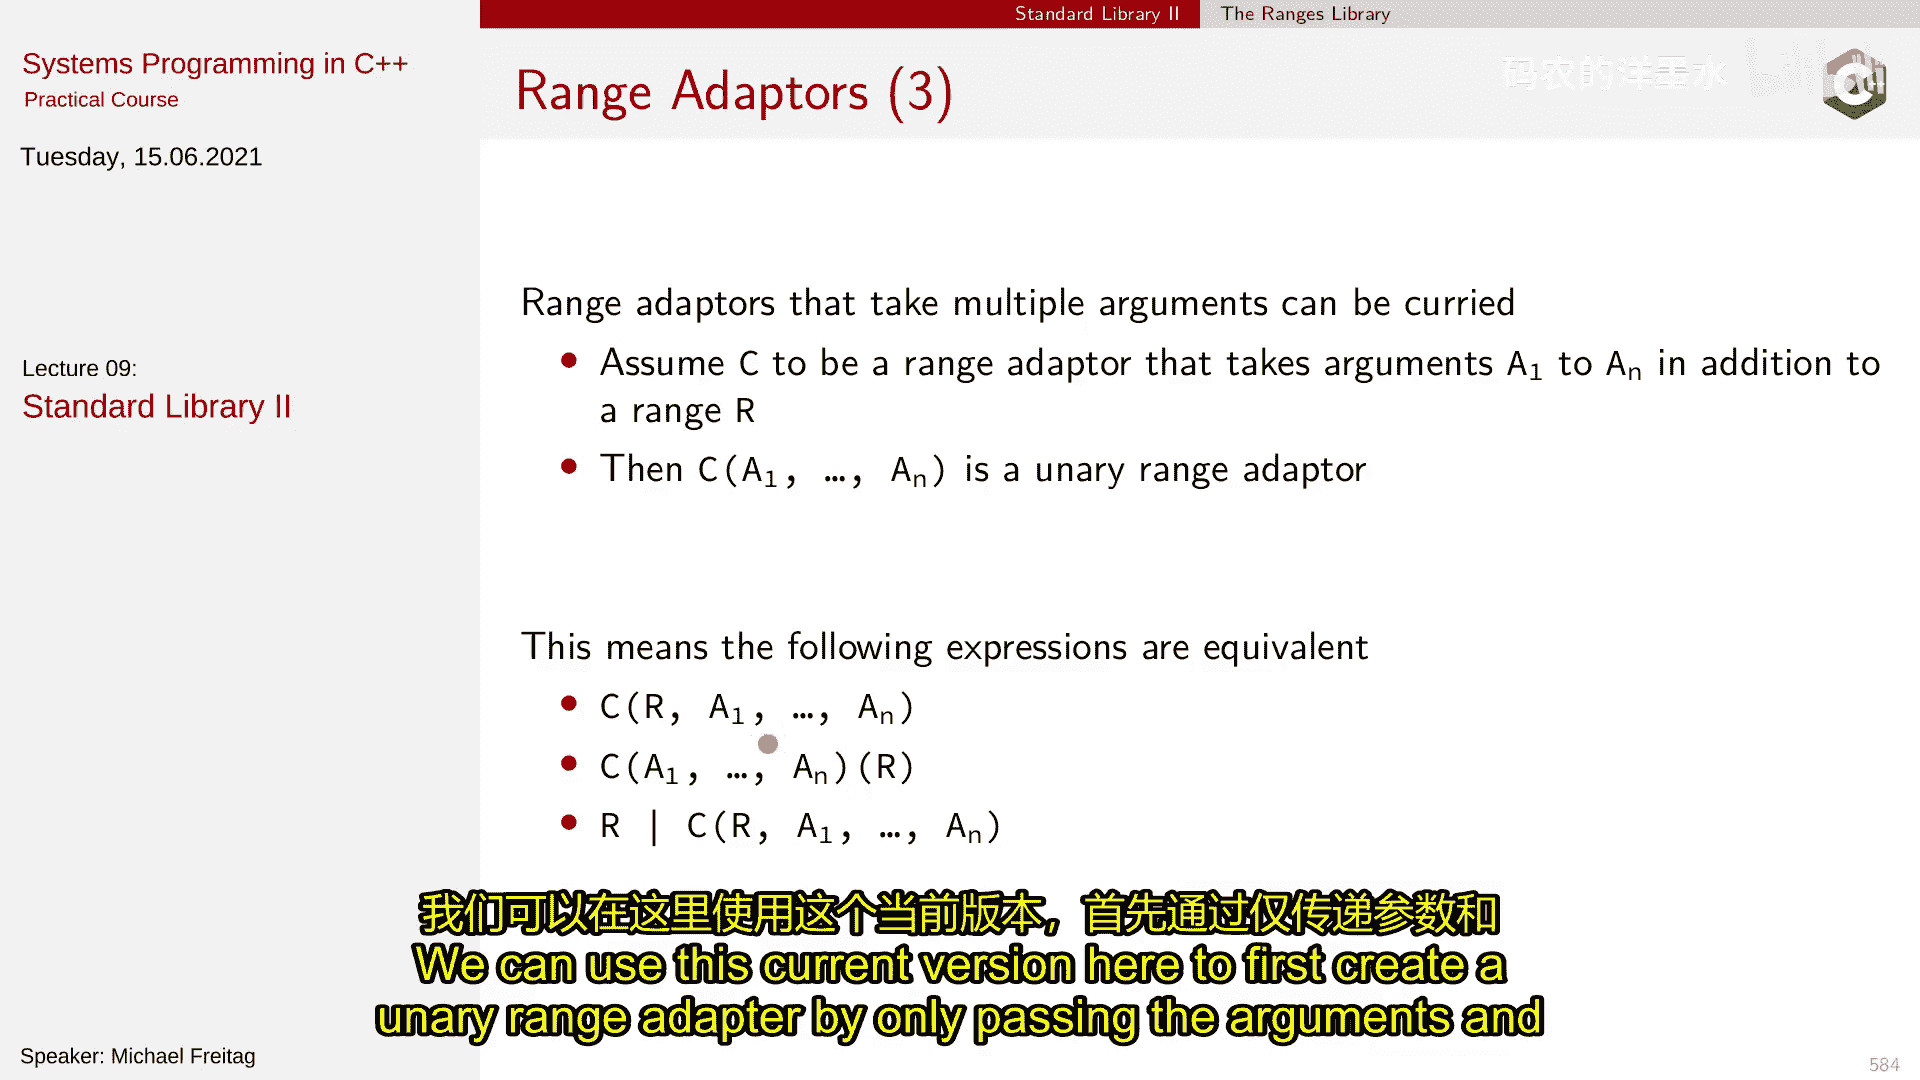 Standard Library II
The Ranges Library
Systems Programming in C++
Practical Course
Tuesday, 15.06.2021
Range Adaptors (3)
码农的洋墨水
Lecture 09:
Standard Library II
Range adaptors that take multiple arguments can be curried
Assume C to be a range adaptor that takes arguments A₁ to Aₙ in addition to
a range R
Then C(A₁, …, Aₙ) is a unary range adaptor
This means the following expressions are equivalent
C(R, A₁, …, Aₙ)
C(A₁, …, Aₙ)(R)
R | C(R, A₁, …, Aₙ)
我们可以在这里使用这个当前版本，首先通过仅传递参数和
We can use this current version here to first create a
unary range adapter by only passing the arguments and
Speaker: Michael Freitag
584